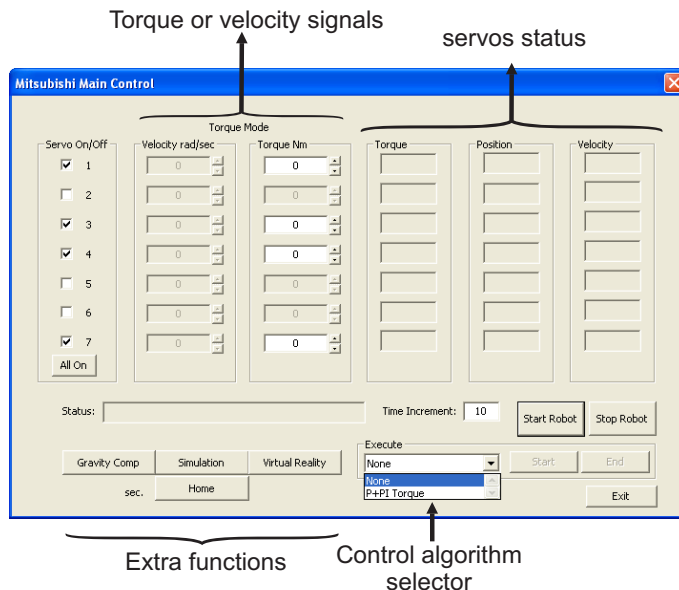 Torque or velocity signals
servos status
Mitsubishi Main Control
Torque Mode
Servo On/Off Velocity rad/sec Torque Nm Torque Position Velocity
1 0 0
2 0 0
3 0 0
4 0 0
5 0 0
6 0 0
7 0 0
All On
Status: Time Increment: 10 Start Robot Stop Robot
Execute
Gravity Comp Simulation Virtual Reality None Start End
None
sec. Home P+PI Torque Exit
Extra functions
Control algorithm
selector